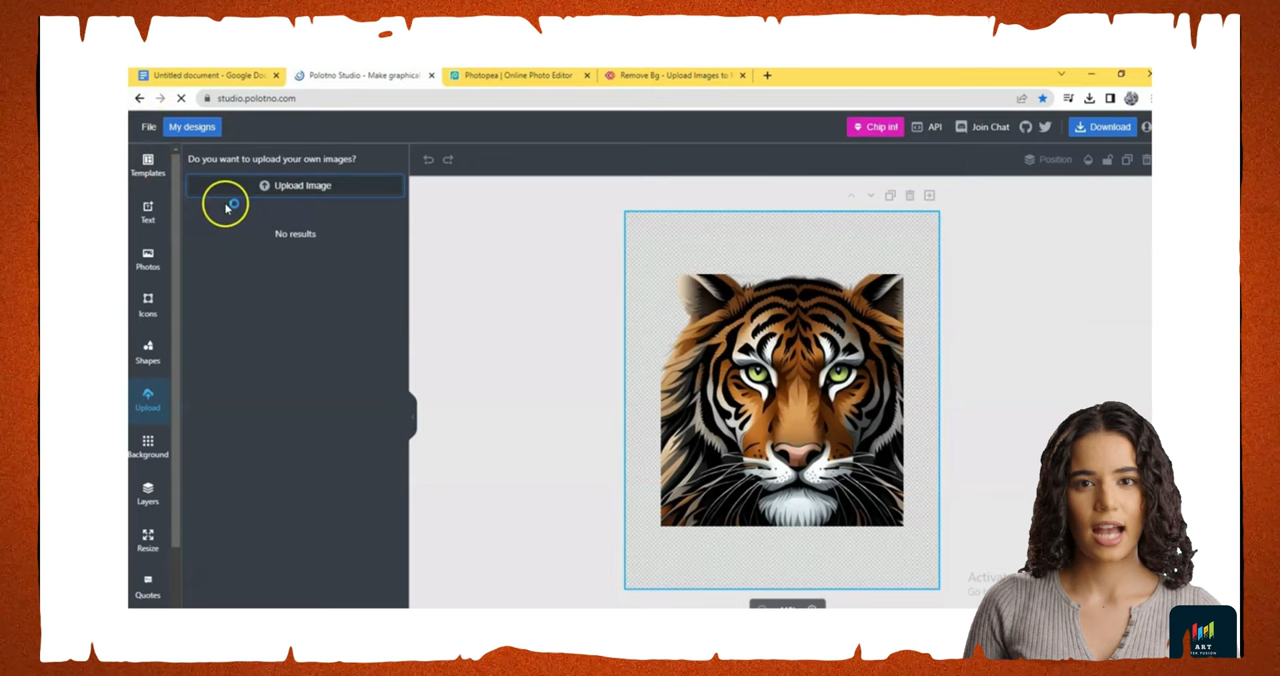 Untitled document - Google Doc
Polotno Studio - Make graphical
Photopea | Online Photo Editor
Remove Bg - Upload Images to
studio.polotno.com
File
My designs
Chip in!
API
Join Chat
Download
Do you want to upload your own images?
Position
Templates
Upload Image
Text
No results
Photos
Icons
Shapes
Upload
Background
Layers
Resize
Quotes
ART